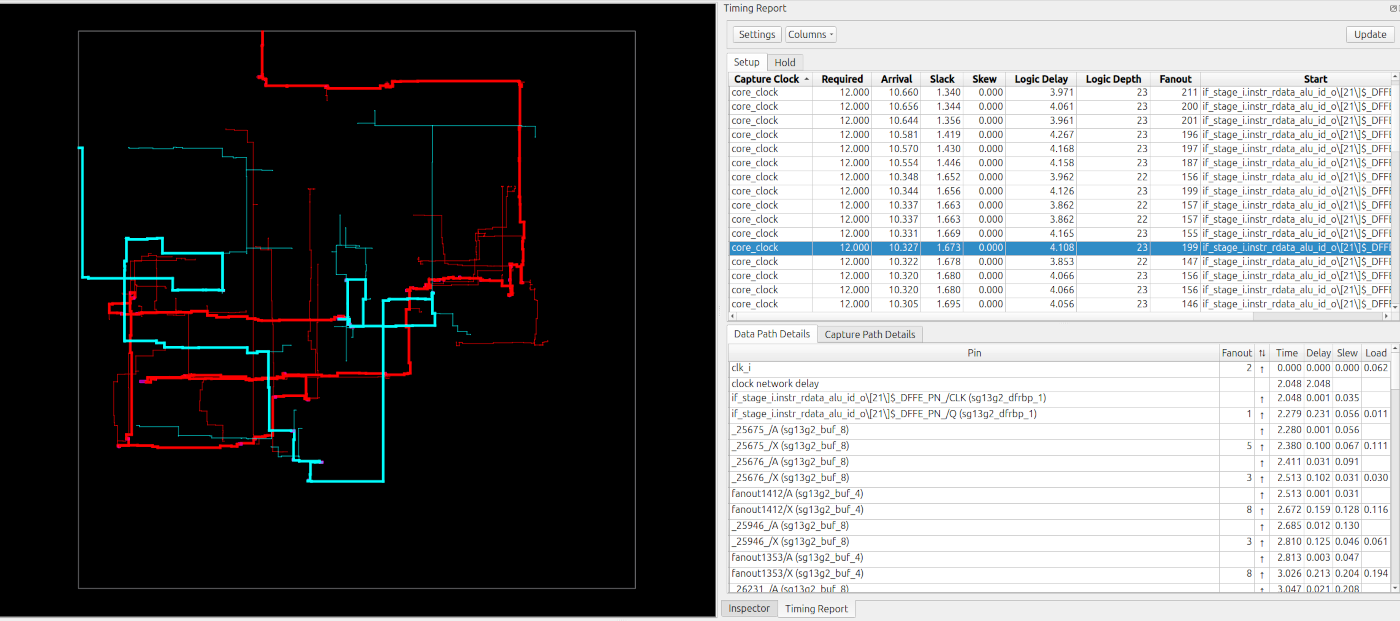 Timing Report
Settings Columns Update
Setup Hold
Capture Clock Required Arrival Slack Skew Logic Delay Logic Depth Fanout Start
core_clock 12.000 10.660 1.340 0.000 3.971 23 211 if_stage_i.instr_rdata_alu_id_o\[21\]$_DFFE
core_clock 12.000 10.656 1.344 0.000 4.061 23 200 if_stage_i.instr_rdata_alu_id_o\[21\]$_DFFE
core_clock 12.000 10.644 1.356 0.000 3.961 23 201 if_stage_i.instr_rdata_alu_id_o\[21\]$_DFFE
core_clock 12.000 10.581 1.419 0.000 4.267 23 196 if_stage_i.instr_rdata_alu_id_o\[21\]$_DFFE
core_clock 12.000 10.570 1.430 0.000 4.168 23 197 if_stage_i.instr_rdata_alu_id_o\[21\]$_DFFE
core_clock 12.000 10.554 1.446 0.000 4.158 23 187 if_stage_i.instr_rdata_alu_id_o\[21\]$_DFFE
core_clock 12.000 10.348 1.652 0.000 3.962 22 156 if_stage_i.instr_rdata_alu_id_o\[21\]$_DFFE
core_clock 12.000 10.344 1.656 0.000 4.126 23 199 if_stage_i.instr_rdata_alu_id_o\[21\]$_DFFE
core_clock 12.000 10.337 1.663 0.000 3.862 22 157 if_stage_i.instr_rdata_alu_id_o\[21\]$_DFFE
core_clock 12.000 10.337 1.663 0.000 3.862 22 157 if_stage_i.instr_rdata_alu_id_o\[21\]$_DFFE
core_clock 12.000 10.331 1.669 0.000 4.165 23 155 if_stage_i.instr_rdata_alu_id_o\[21\]$_DFFE
core_clock 12.000 10.327 1.673 0.000 4.108 23 199 if_stage_i.instr_rdata_alu_id_o\[21\]$_DFFE
core_clock 12.000 10.322 1.678 0.000 3.853 22 147 if_stage_i.instr_rdata_alu_id_o\[21\]$_DFFE
core_clock 12.000 10.320 1.680 0.000 4.066 23 156 if_stage_i.instr_rdata_alu_id_o\[21\]$_DFFE
core_clock 12.000 10.320 1.680 0.000 4.066 23 156 if_stage_i.instr_rdata_alu_id_o\[21\]$_DFFE
core_clock 12.000 10.305 1.695 0.000 4.056 23 146 if_stage_i.instr_rdata_alu_id_o\[21\]$_DFFE
Data Path Details Capture Path Details
Pin Fanout ↑↓ Time Delay Slew Load
clk_i 2 ↑ 0.000 0.000 0.000 0.062
clock network delay 2.048 2.048
if_stage_i.instr_rdata_alu_id_o\[21\]$_DFFE_PN_/CLK (sg13g2_dfrbp_1) ↑ 2.048 0.001 0.035
if_stage_i.instr_rdata_alu_id_o\[21\]$_DFFE_PN_/Q (sg13g2_dfrbp_1) 1 ↑ 2.279 0.231 0.056 0.011
_25675_/A (sg13g2_buf_8) ↑ 2.280 0.001 0.056
_25675_/X (sg13g2_buf_8) 5 ↑ 2.380 0.100 0.067 0.111
_25676_/A (sg13g2_buf_8) ↑ 2.411 0.031 0.091
_25676_/X (sg13g2_buf_8) 3 ↑ 2.513 0.102 0.031 0.030
fanout1412/A (sg13g2_buf_4) ↑ 2.513 0.001 0.031
fanout1412/X (sg13g2_buf_4) 8 ↑ 2.672 0.159 0.128 0.116
_25946_/A (sg13g2_buf_8) ↑ 2.685 0.012 0.130
_25946_/X (sg13g2_buf_8) 3 ↑ 2.810 0.125 0.046 0.061
fanout1353/A (sg13g2_buf_4) ↑ 2.813 0.003 0.047
fanout1353/X (sg13g2_buf_4) 8 ↑ 3.026 0.213 0.204 0.194
_26231_/A (sg13g2_buf_8) ↑ 3.047 0.021 0.208
Inspector Timing Report